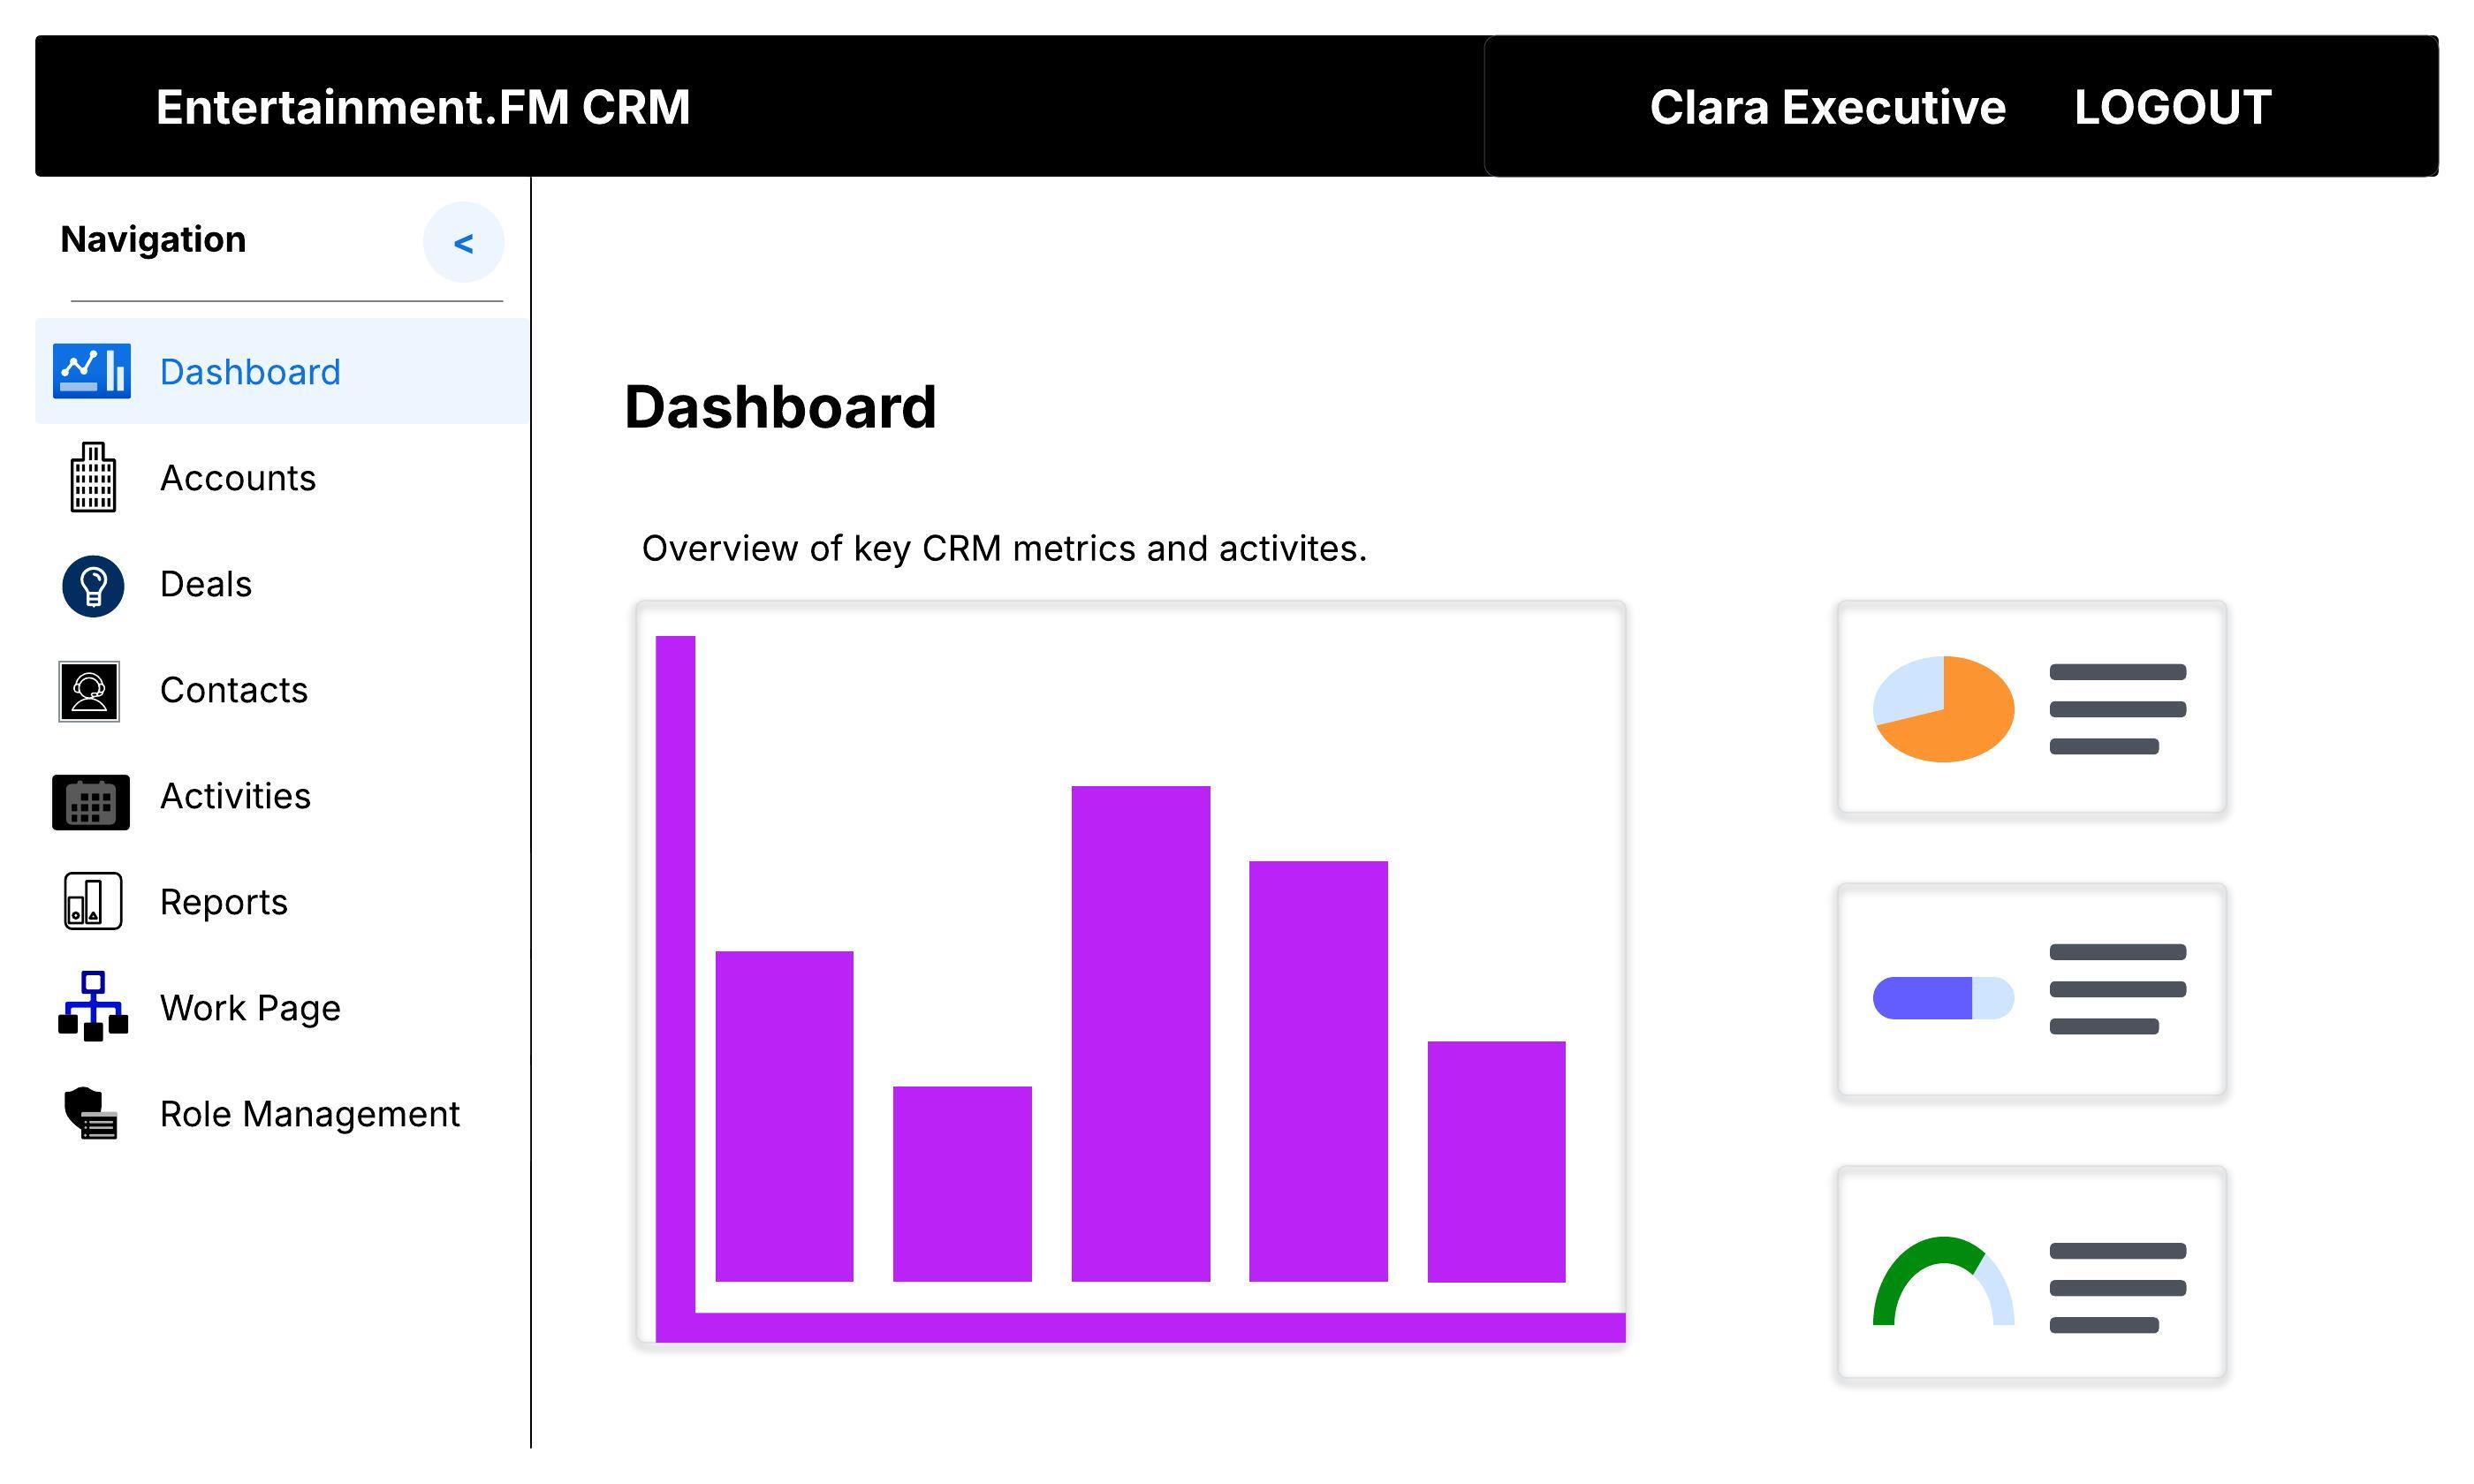 Entertainment.FM CRM
Clara Executive LOGOUT
Navigation <
Dashboard
Accounts
Deals
Contacts
Activities
Reports
Work Page
Role Management
Dashboard
Overview of key CRM metrics and activites.